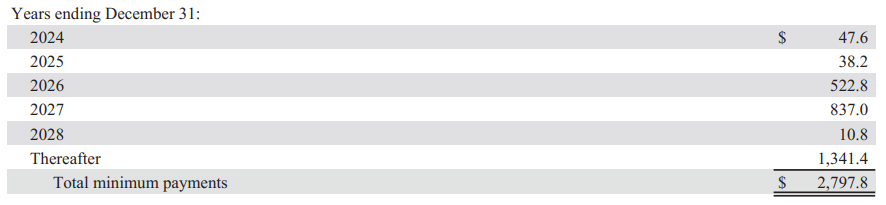 Years ending December 31:
2024 $ 47.6
2025 38.2
2026 522.8
2027 837.0
2028 10.8
Thereafter 1,341.4
Total minimum payments $ 2,797.8